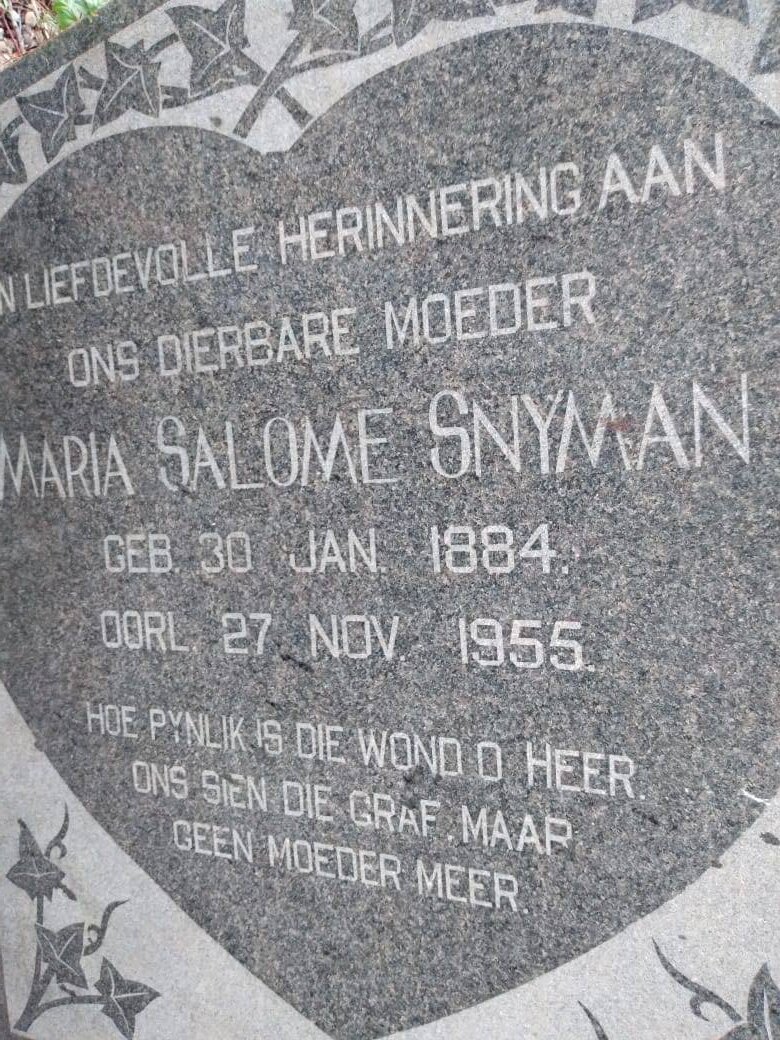 N LIEFDEVOLLE HERINNERING AAN
ONS DIERBARE MOEDER
MARIA SALOME SNYMAN
GEB. 30 JAN. 1884.
OORL. 27 NOV. 1955.
HOE PYNLIK IS DIE WOND O HEER.
ONS SIEN DIE GRAF, MAAR
GEEN MOEDER MEER.